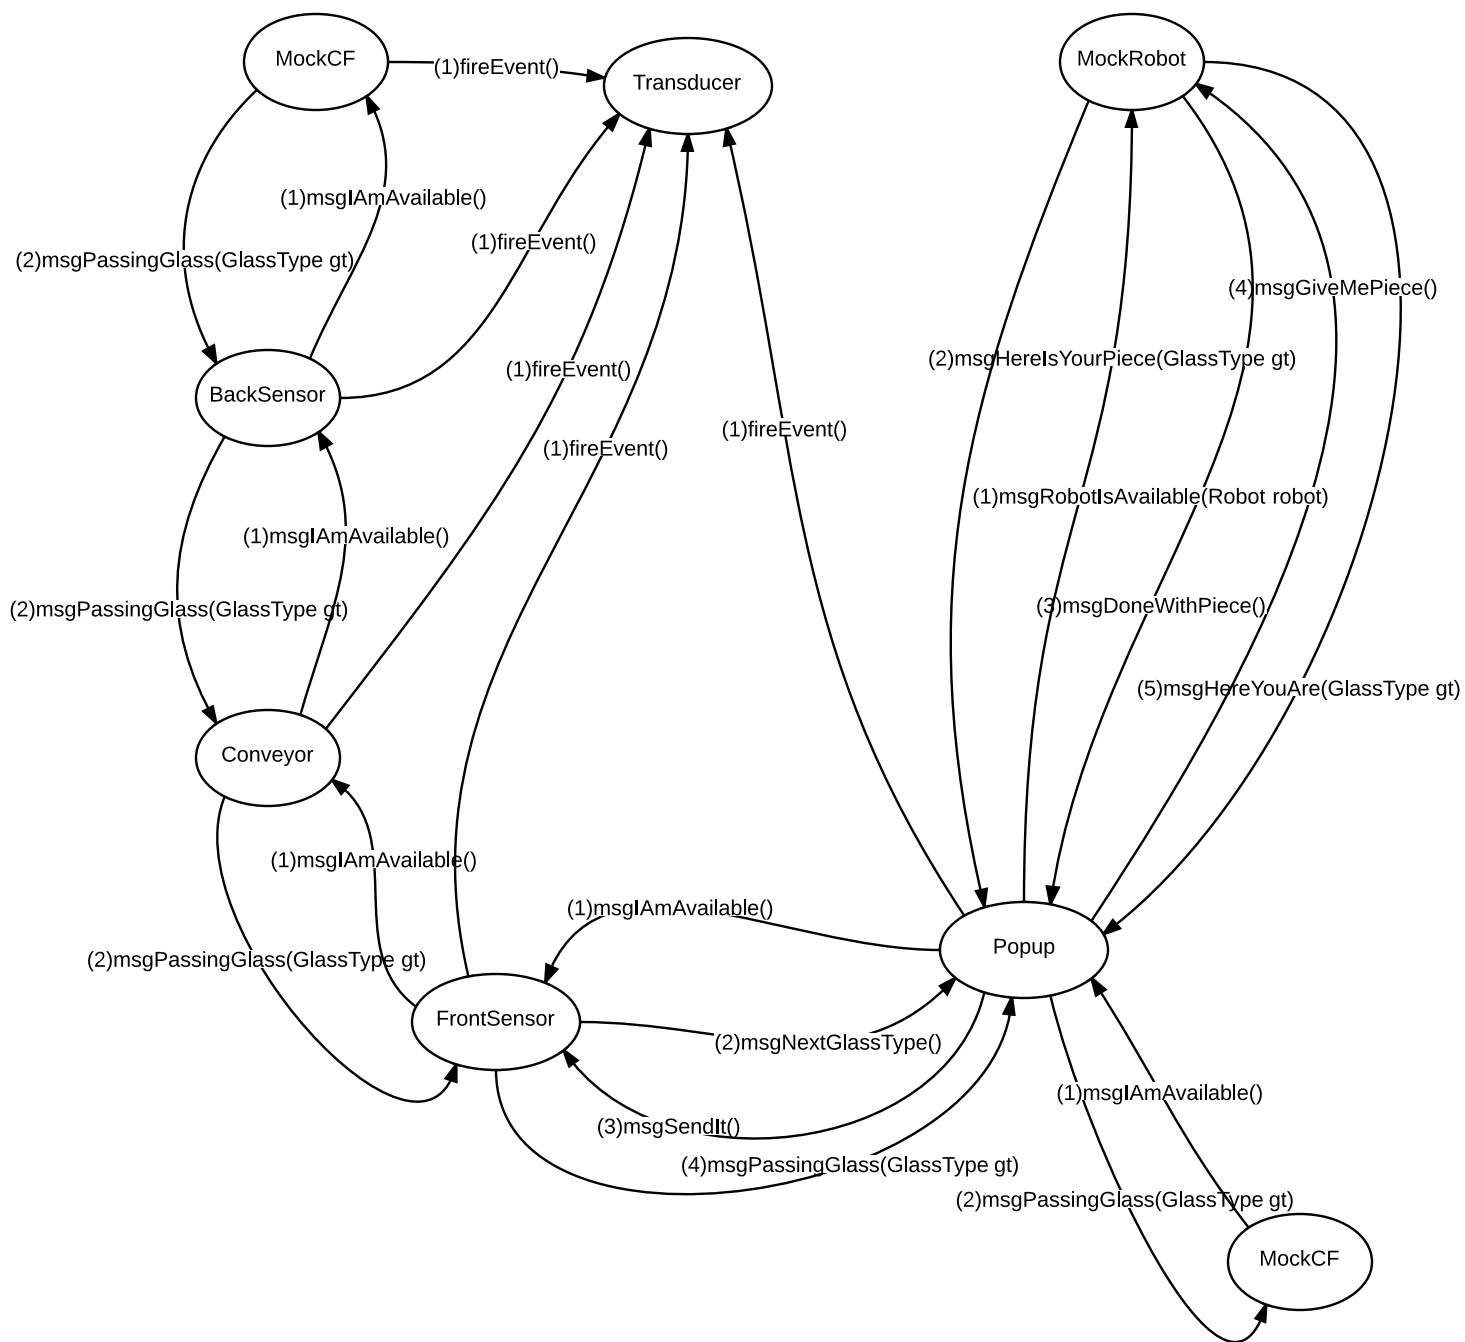 MockCF
MockRobot
(1)fireEvent()
Transducer
(1)msgIAmAvailable()
(1)fireEvent()
(2)msgPassingGlass(GlassType gt)
(4)msgGiveMePiece()
(2)msgHereIsYourPiece(GlassType gt)
(1)fireEvent()
BackSensor
(1)fireEvent()
(1)fireEvent()
(1)msgRobotIsAvailable(Robot robot)
(1)msgIAmAvailable()
(2)msgPassingGlass(GlassType gt)
(3)msgDoneWithPiece()
(5)msgHereYouAre(GlassType gt)
Conveyor
(1)msgIAmAvailable()
(1)msgIAmAvailable()
Popup
(2)msgPassingGlass(GlassType gt)
FrontSensor
(2)msgNextGlassType()
(1)msgIAmAvailable()
(3)msgSendIt()
(4)msgPassingGlass(GlassType gt)
(2)msgPassingGlass(GlassType gt)
MockCF